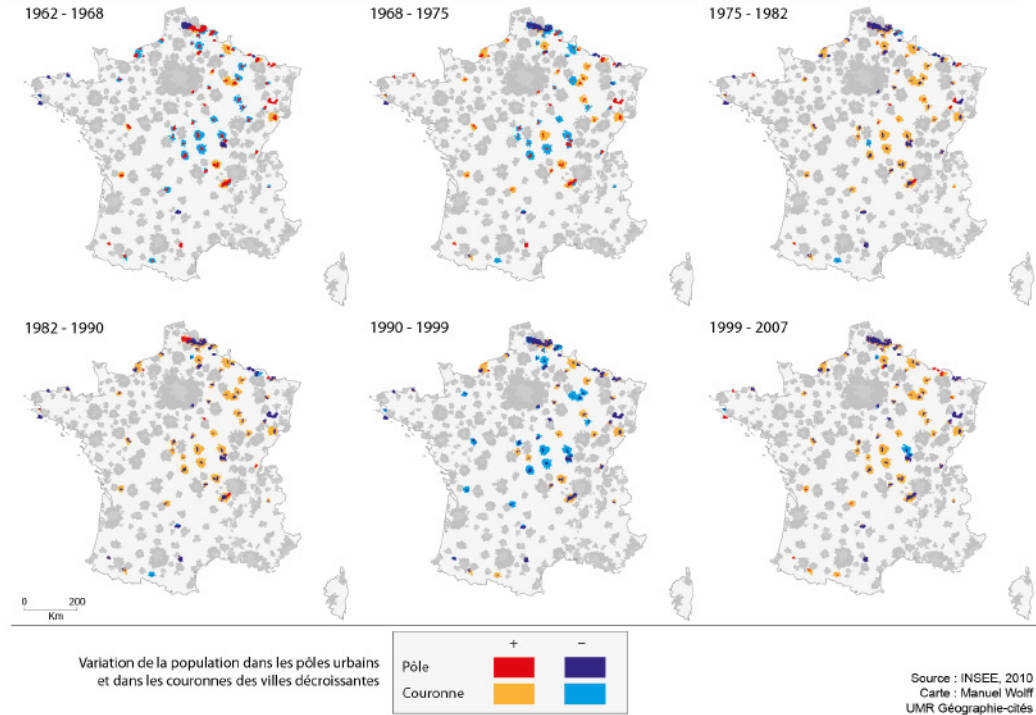 1962 - 1968
1968 - 1975
1975 - 1982
1982 - 1990
1990 - 1999
1999 - 2007
0 200
Km
Variation de la population dans les pôles urbains
et dans les couronnes des villes décroissantes
+ –
Pôle
Couronne
Source : INSEE, 2010
Carte : Manuel Wolff
UMR Géographie-cités